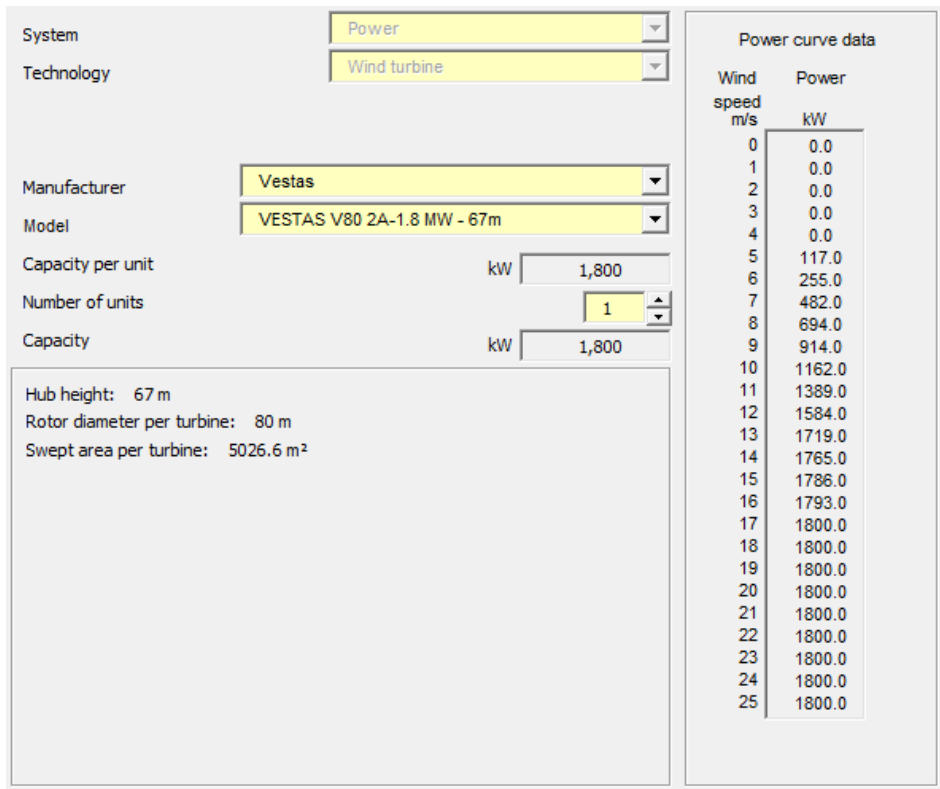 System Power
Technology Wind turbine
Manufacturer Vestas
Model VESTAS V80 2A-1.8 MW - 67m
Capacity per unit kW 1,800
Number of units 1
Capacity kW 1,800
Hub height: 67 m
Rotor diameter per turbine: 80 m
Swept area per turbine: 5026.6 m²
Power curve data
Wind Power
speed
m/s kW
0 0.0
1 0.0
2 0.0
3 0.0
4 0.0
5 117.0
6 255.0
7 482.0
8 694.0
9 914.0
10 1162.0
11 1389.0
12 1584.0
13 1719.0
14 1765.0
15 1786.0
16 1793.0
17 1800.0
18 1800.0
19 1800.0
20 1800.0
21 1800.0
22 1800.0
23 1800.0
24 1800.0
25 1800.0